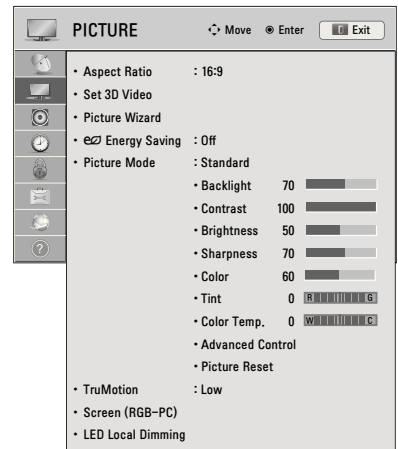 PICTURE Move Enter Exit
• Aspect Ratio : 16:9
• Set 3D Video
• Picture Wizard
• Energy Saving : Off
• Picture Mode : Standard
• Backlight 70
• Contrast 100
• Brightness 50
• Sharpness 70
• Color 60
• Tint 0 R G
• Color Temp. 0 W C
• Advanced Control
• Picture Reset
• TruMotion : Low
• Screen (RGB-PC)
• LED Local Dimming